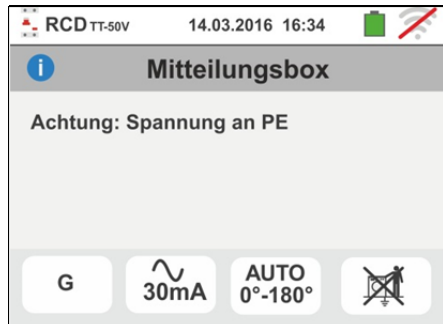 RCD TT-50V 14.03.2016 16:34
i Mitteilungsbox
Achtung: Spannung an PE
G
30mA
AUTO
0°-180°